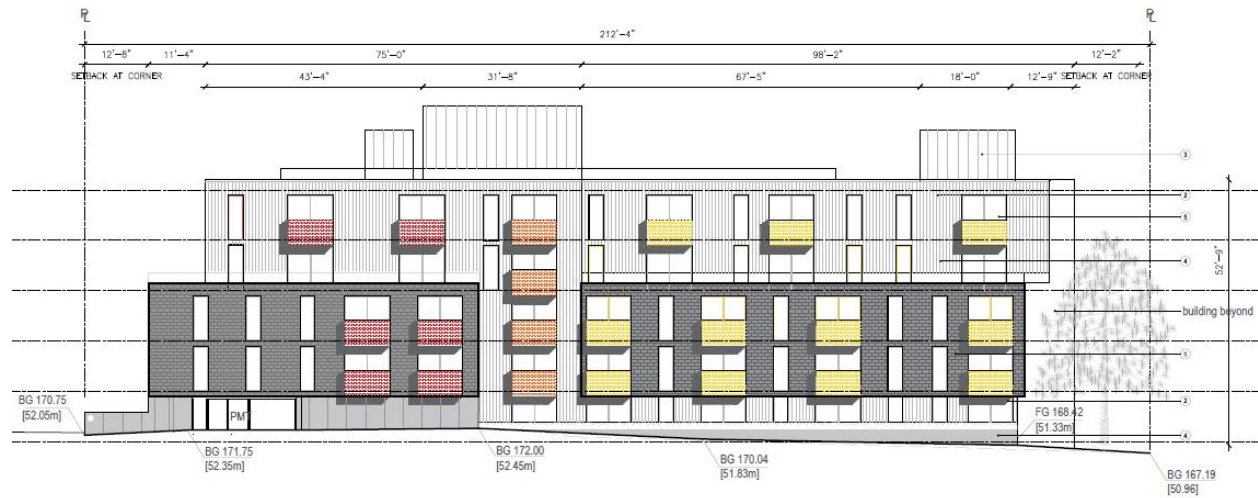 PL
PL
212'-4"
12'-8"
11'-4"
75'-0"
98'-2"
12'-2"
SETBACK AT CORNER
43'-4"
31'-8"
67'-5"
18'-0"
12'-9"
SETBACK AT CORNER
3
2
5
4
52'-9"
building beyond
1
2
4
BG 170.75
[52.05m]
PMT
BG 171.75
[52.35m]
BG 172.00
[52.45m]
BG 170.04
[51.83m]
FG 168.42
[51.33m]
BG 167.19
[50.96]